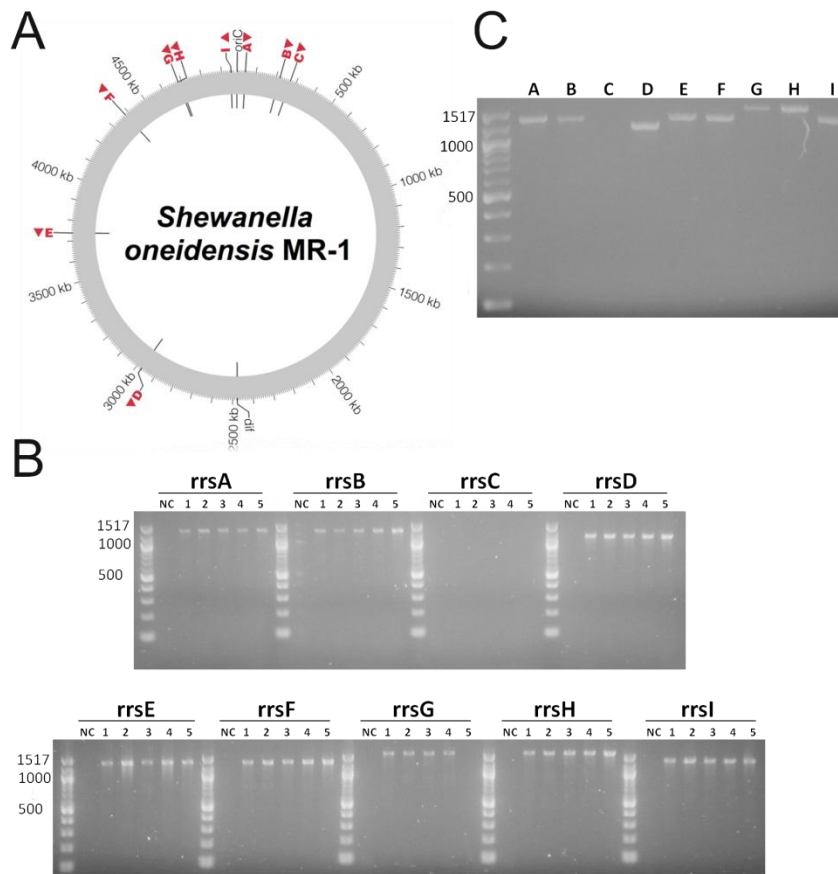 A
I
oriC
A
B
C
500
1000 kb
1500 kb
2000 kb
dif
2500 kb
D
3000 kb
3500 kb
E
4000 kb
F
4500 kb
G
H
Shewanella
oneidensis MR-1
C
A B C D E F G H I
1517
1000
500
B
rrsA rrsB rrsC rrsD
NC 1 2 3 4 5 NC 1 2 3 4 5 NC 1 2 3 4 5 NC 1 2 3 4 5
1517
1000
500
rrsE rrsF rrsG rrsH rrsI
NC 1 2 3 4 5 NC 1 2 3 4 5 NC 1 2 3 4 5 NC 1 2 3 4 5 NC 1 2 3 4 5
1517
1000
500